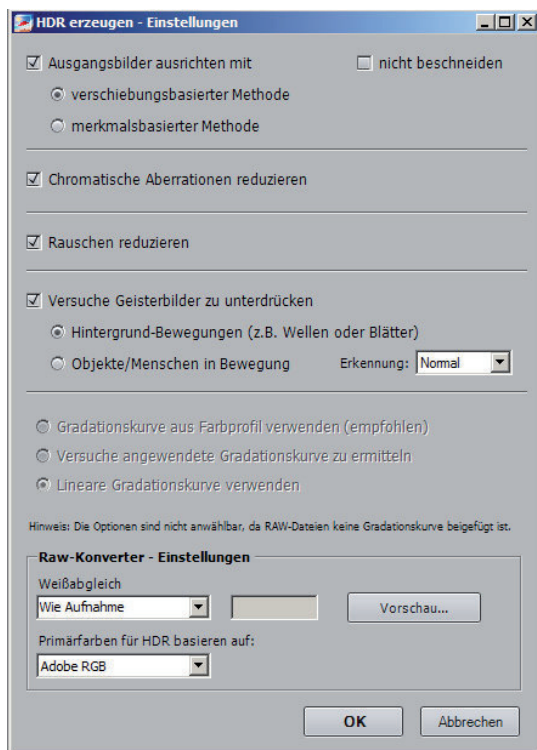 HDR erzeugen - Einstellungen
Ausgangsbilder ausrichten mit
nicht beschneiden
verschiebungsbasierter Methode
merkmalsbasierter Methode
Chromatische Aberrationen reduzieren
Rauschen reduzieren
Versuche Geisterbilder zu unterdrücken
Hintergrund-Bewegungen (z.B. Wellen oder Blätter)
Objekte/Menschen in Bewegung
Erkennung: Normal
Gradationskurve aus Farbprofil verwenden (empfohlen)
Versuche angewendete Gradationskurve zu ermitteln
Lineare Gradationskurve verwenden
Hinweis: Die Optionen sind nicht anwählbar, da RAW-Dateien keine Gradationskurve beigefügt ist.
Raw-Konverter - Einstellungen
Weißabgleich
Wie Aufnahme
Vorschau...
Primärfarben für HDR basieren auf:
Adobe RGB
OK
Abbrechen